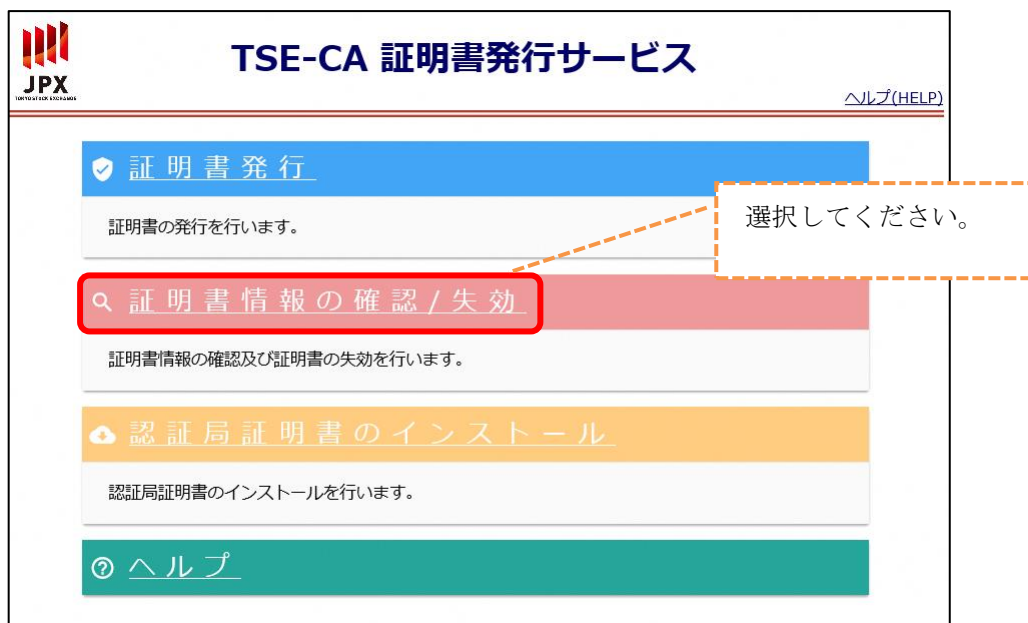 JPX
TOKYO STOCK EXCHANGE
TSE-CA 証明書発行サービス
ヘルプ(HELP)
証明書発行
証明書の発行を行います。
選択してください。
証明書情報の確認/失効
証明書情報の確認及び証明書の失効を行います。
認証局証明書のインストール
認証局証明書のインストールを行います。
ヘルプ